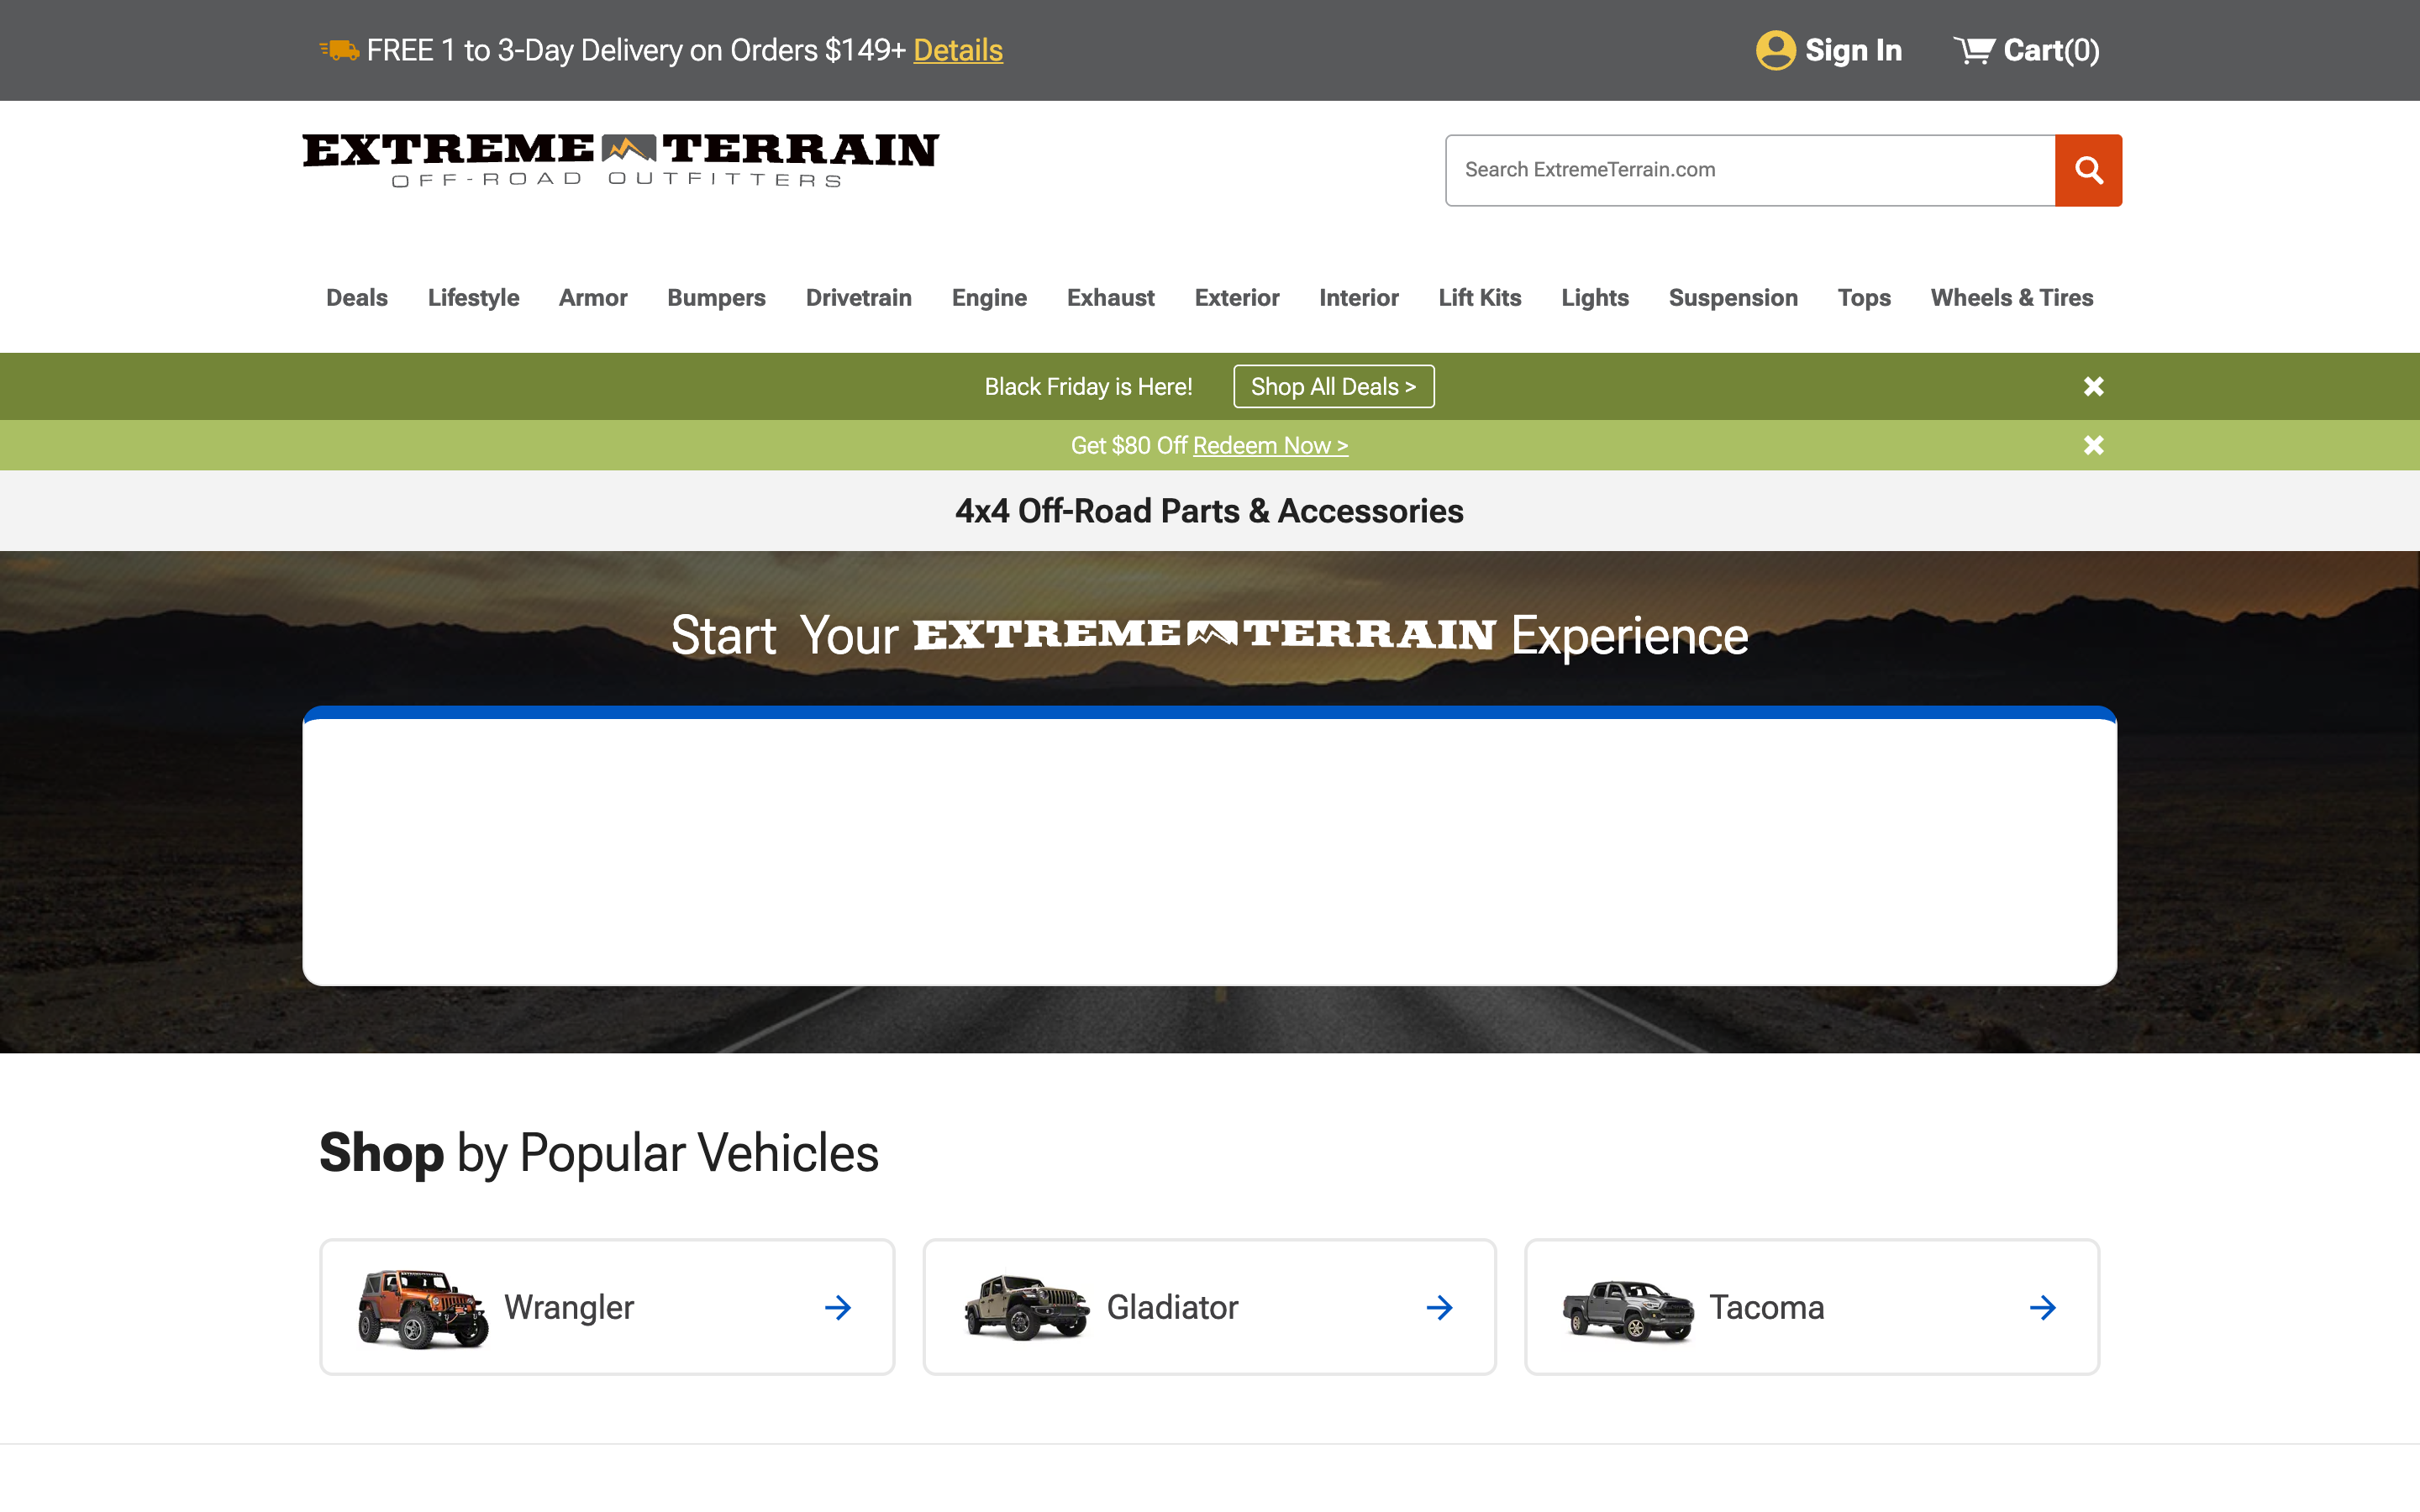 FREE 1 to 3-Day Delivery on Orders $149+ Details
Sign In
Cart(0)
EXTREME TERRAIN
OFF-ROAD OUTFITTERS
Search ExtremeTerrain.com
Deals Lifestyle Armor Bumpers Drivetrain Engine Exhaust Exterior Interior Lift Kits Lights Suspension Tops Wheels & Tires
Black Friday is Here! Shop All Deals >
Get $80 Off Redeem Now >
4x4 Off-Road Parts & Accessories
Start Your EXTREME TERRAIN Experience
Shop by Popular Vehicles
Wrangler
Gladiator
Tacoma